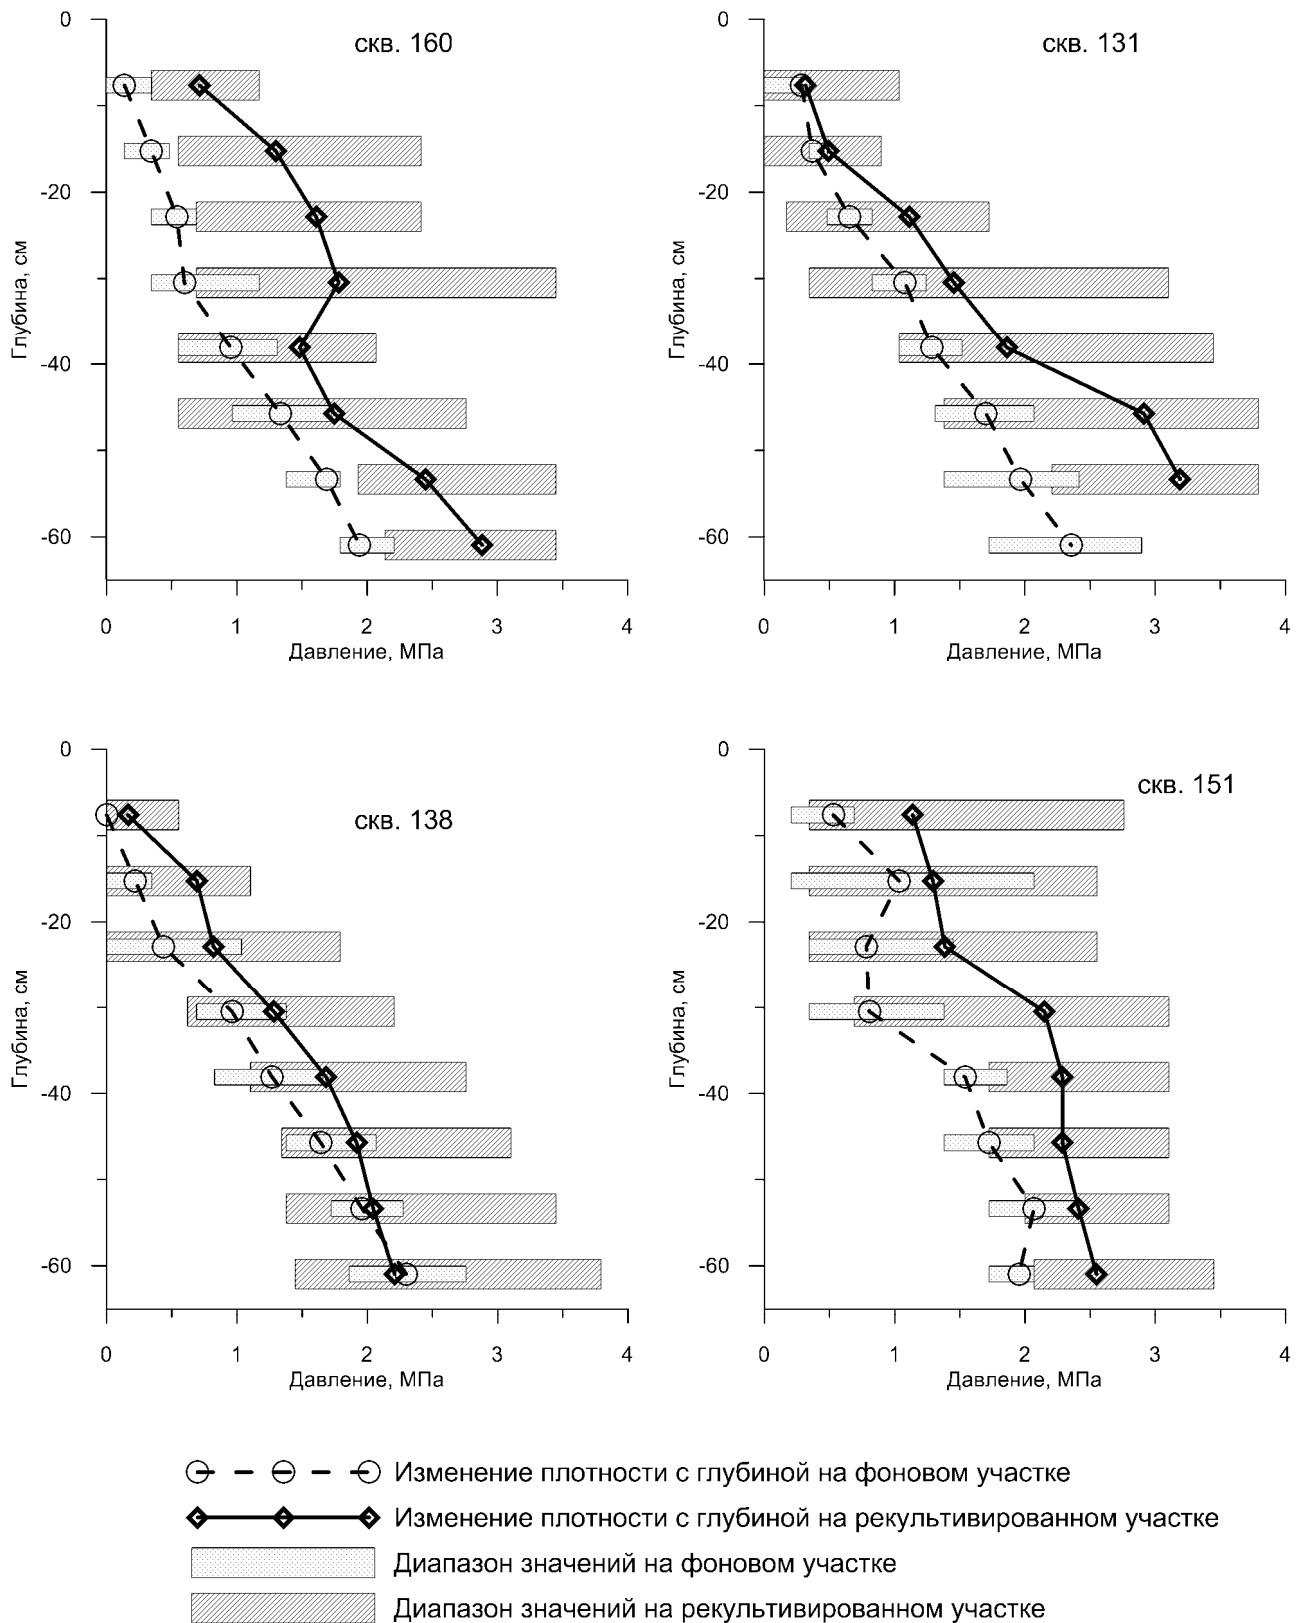 скв. 160
0
-20
-40
-60
Глубина, см
0 1 2 3 4
Давление, МПа
скв. 131
0
-20
-40
-60
Глубина, см
0 1 2 3 4
Давление, МПа
скв. 138
0
-20
-40
-60
Глубина, см
0 1 2 3 4
Давление, МПа
скв. 151
0
-20
-40
-60
Глубина, см
0 1 2 3 4
Давление, МПа
Изменение плотности с глубиной на фоновом участке
Изменение плотности с глубиной на рекультивированном участке
Диапазон значений на фоновом участке
Диапазон значений на рекультивированном участке